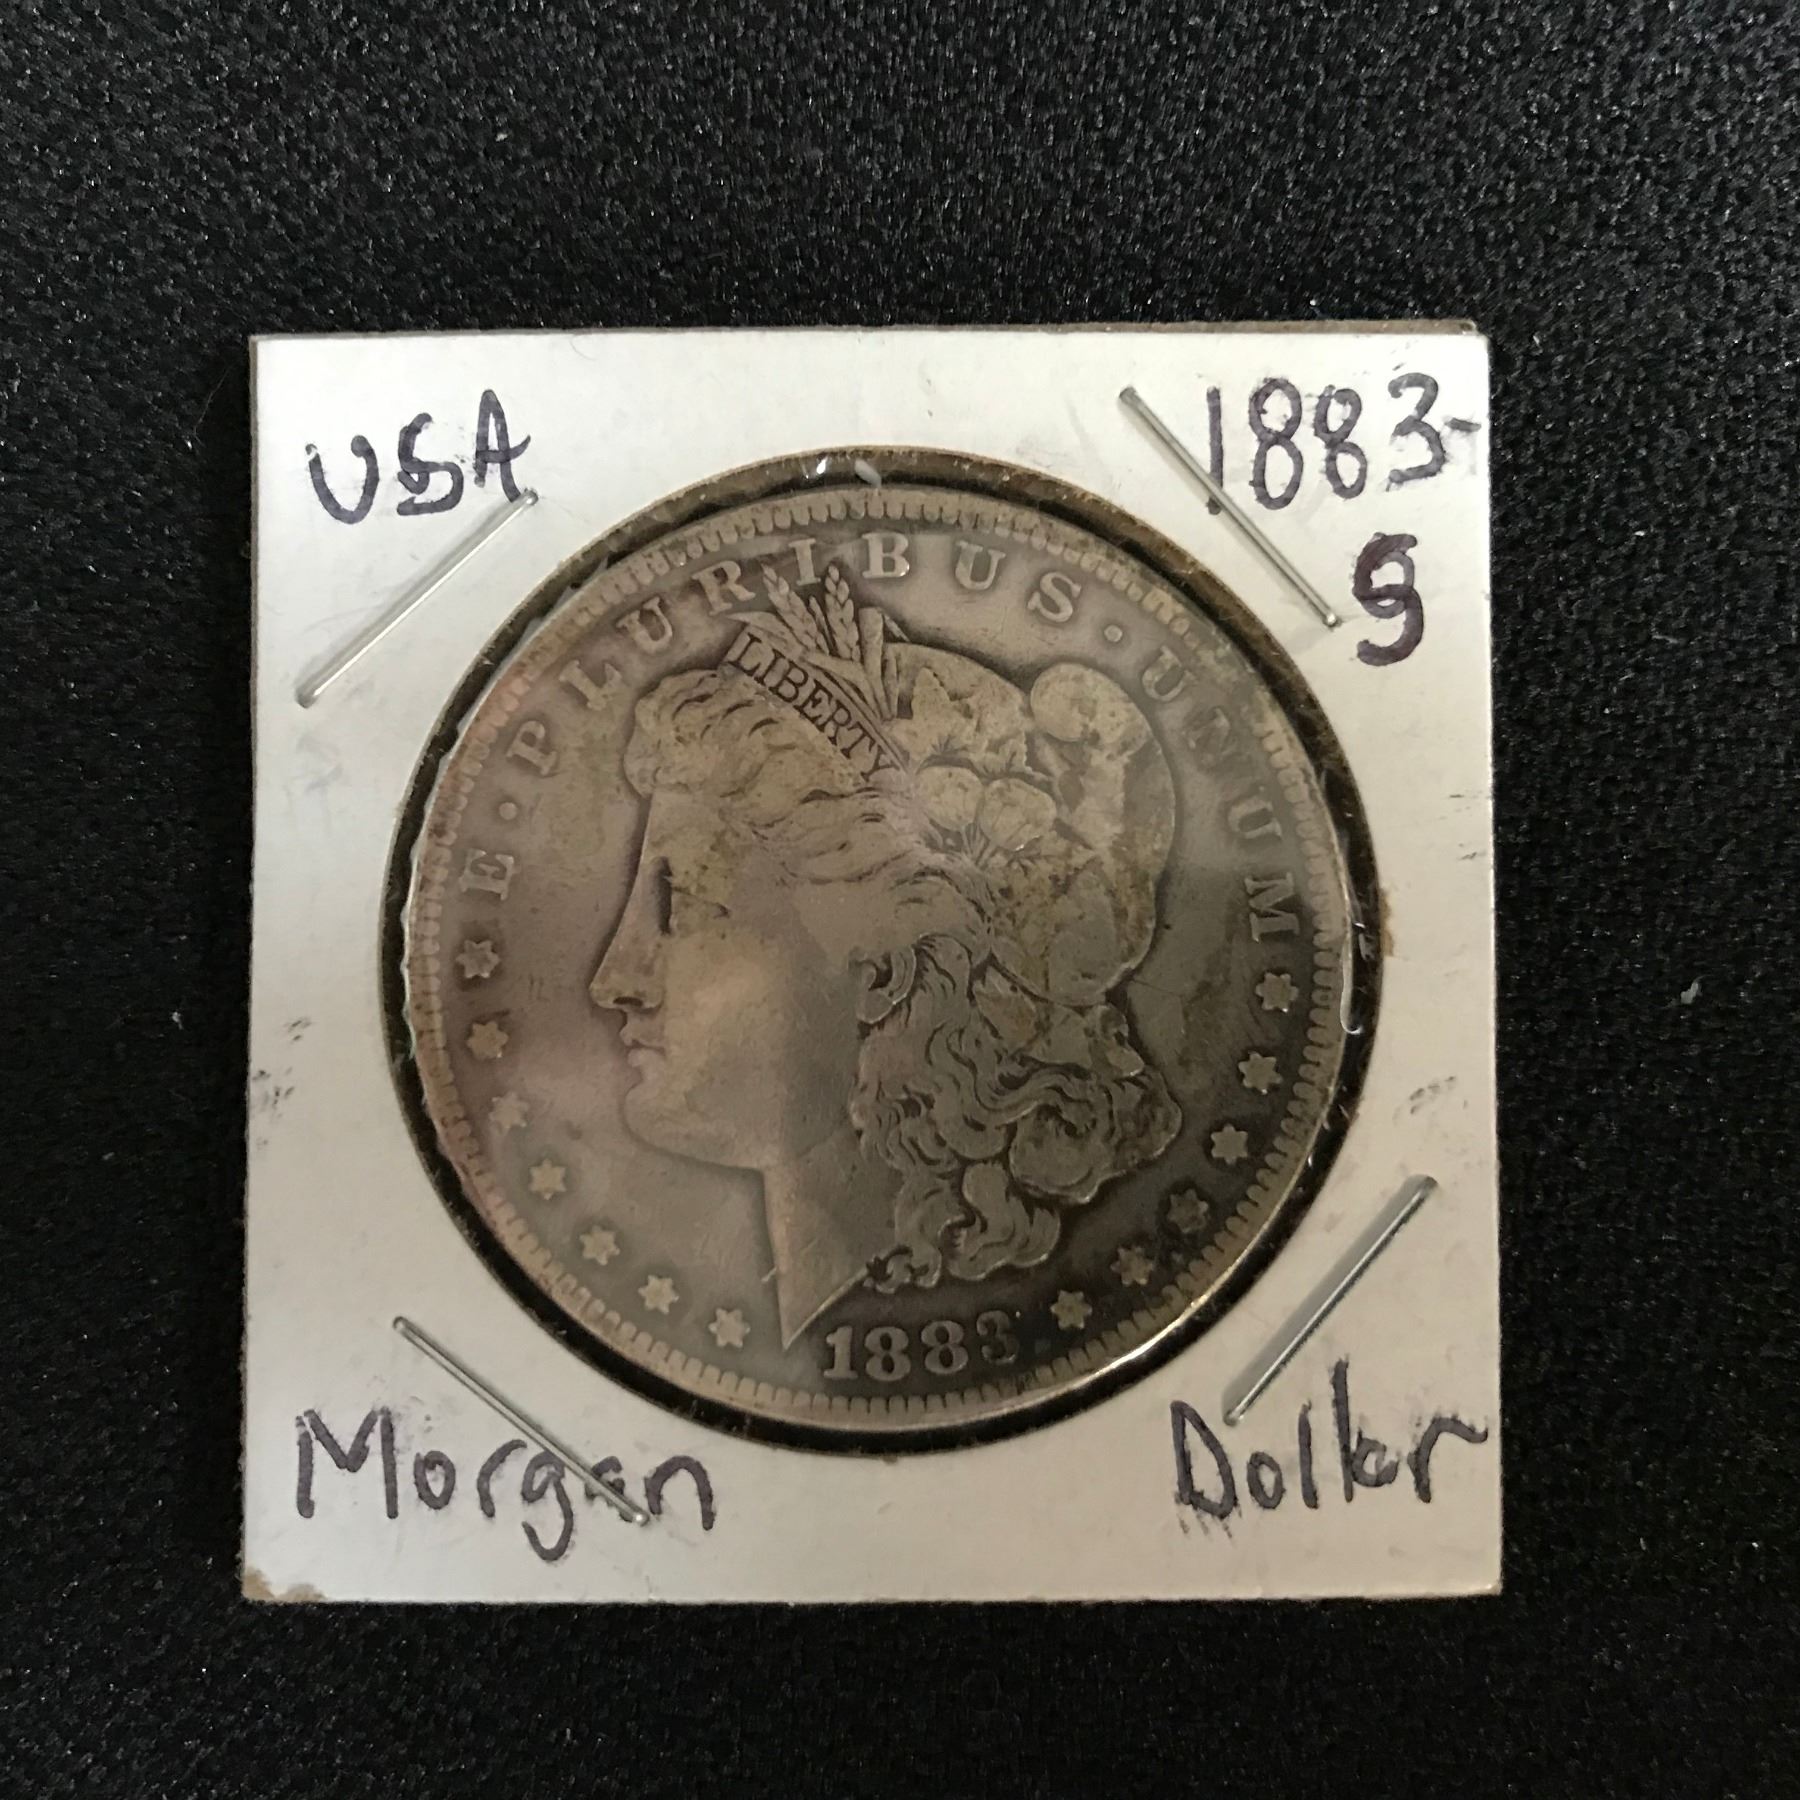 USA
1883-
S
E · PLURIBUS · UNUM
LIBERTY
1883
Morgan
Dollar